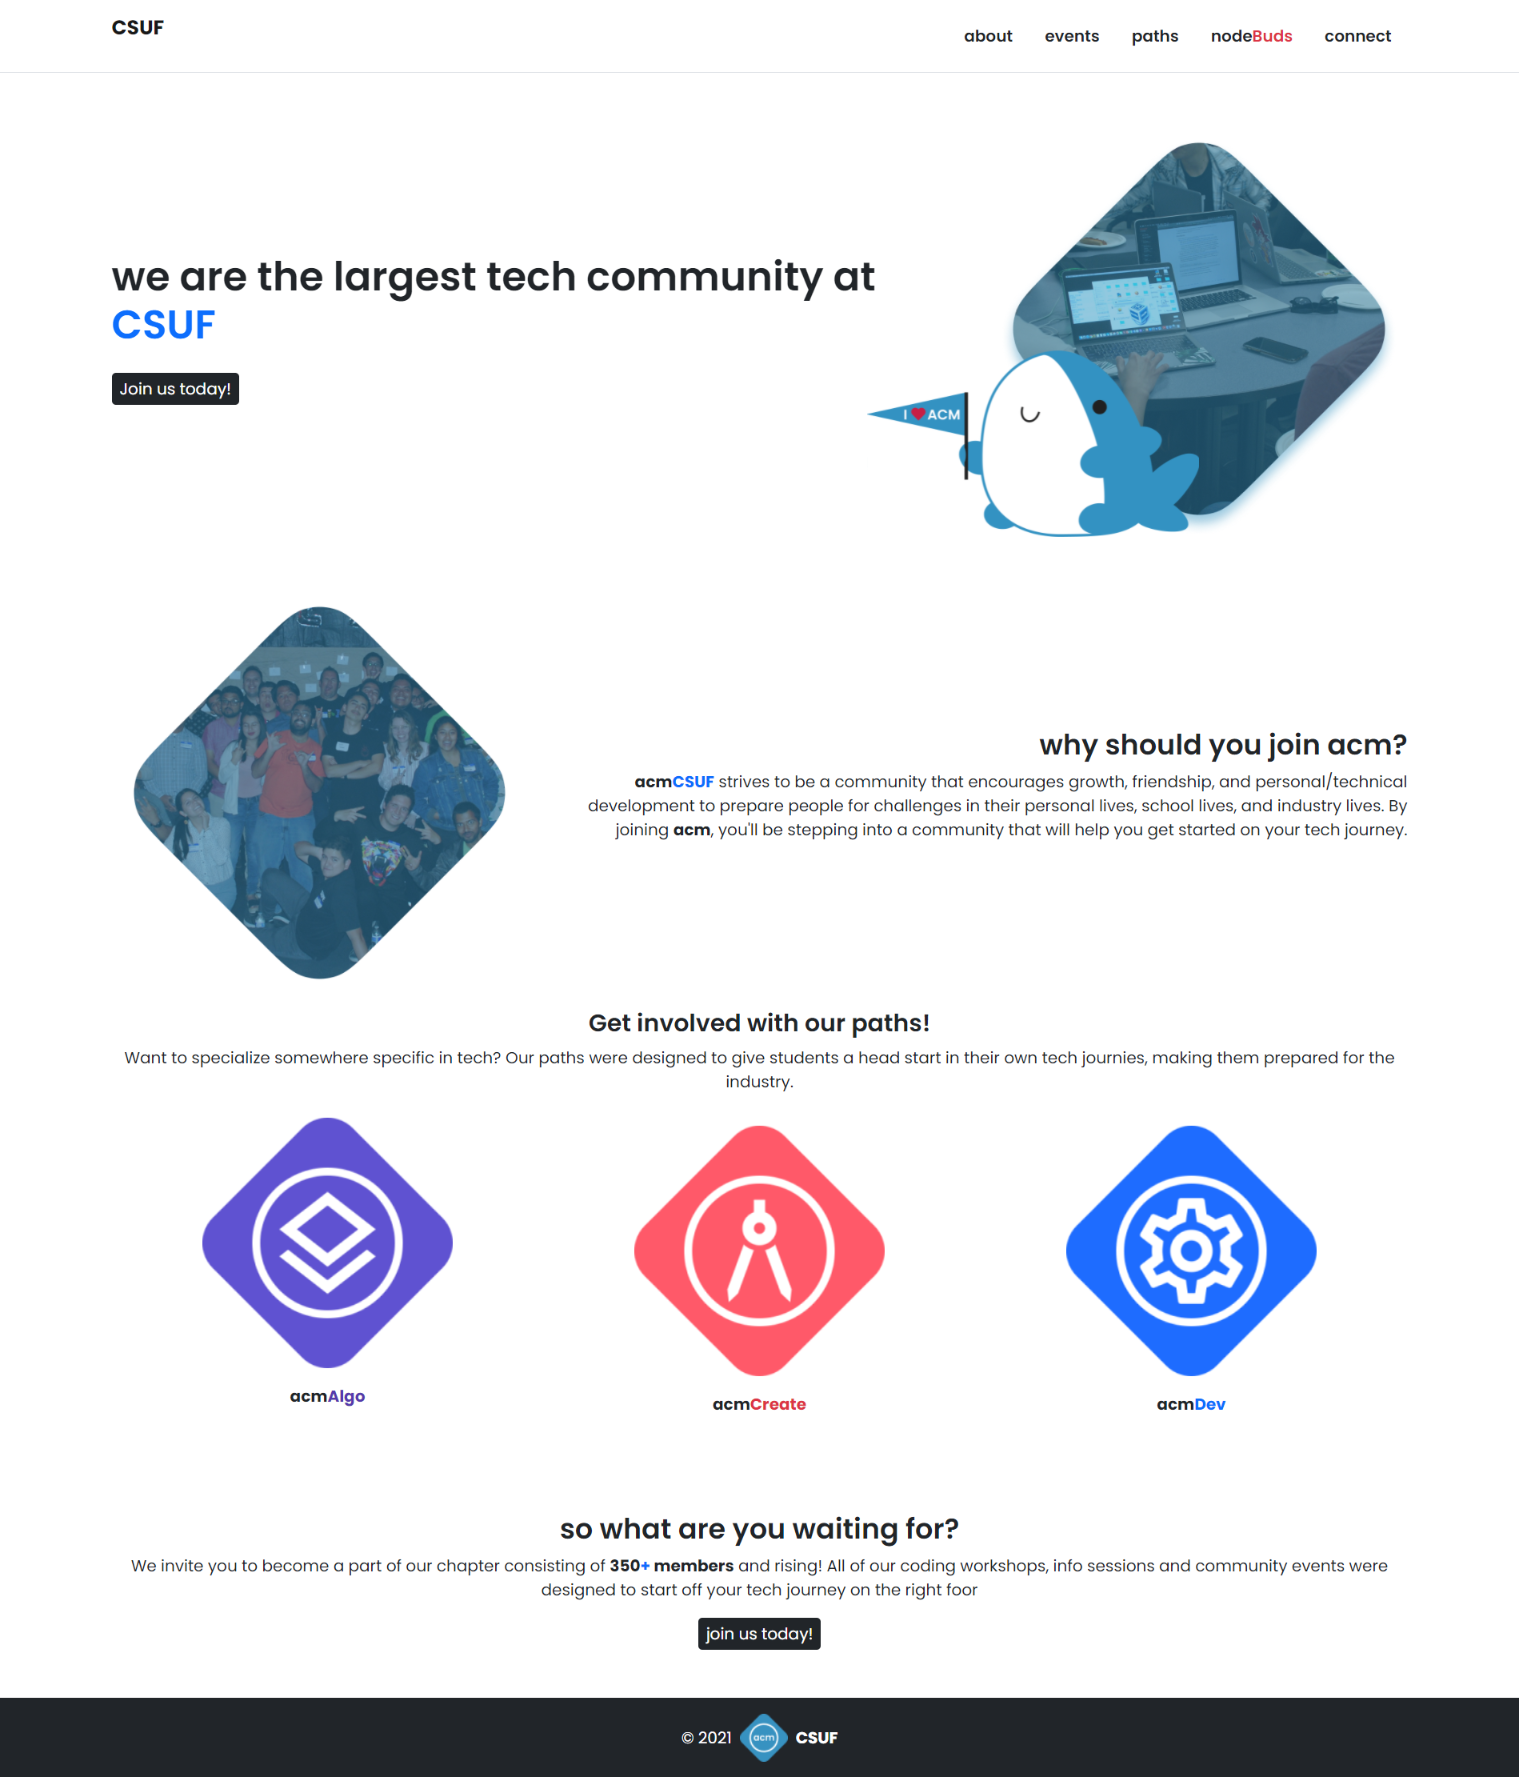 CSUF
about events paths nodeBuds connect
we are the largest tech community at
CSUF
Join us today!
I ACM
why should you join acm?
acmCSUF strives to be a community that encourages growth, friendship, and personal/technical
development to prepare people for challenges in their personal lives, school lives, and industry lives. By
joining acm, you'll be stepping into a community that will help you get started on your tech journey.
Get involved with our paths!
Want to specialize somewhere specific in tech? Our paths were designed to give students a head start in their own tech journies, making them prepared for the
industry.
acmAlgo
acmCreate
acmDev
so what are you waiting for?
We invite you to become a part of our chapter consisting of 350+ members and rising! All of our coding workshops, info sessions and community events were
designed to start off your tech journey on the right foor
join us today!
© 2021 acm CSUF